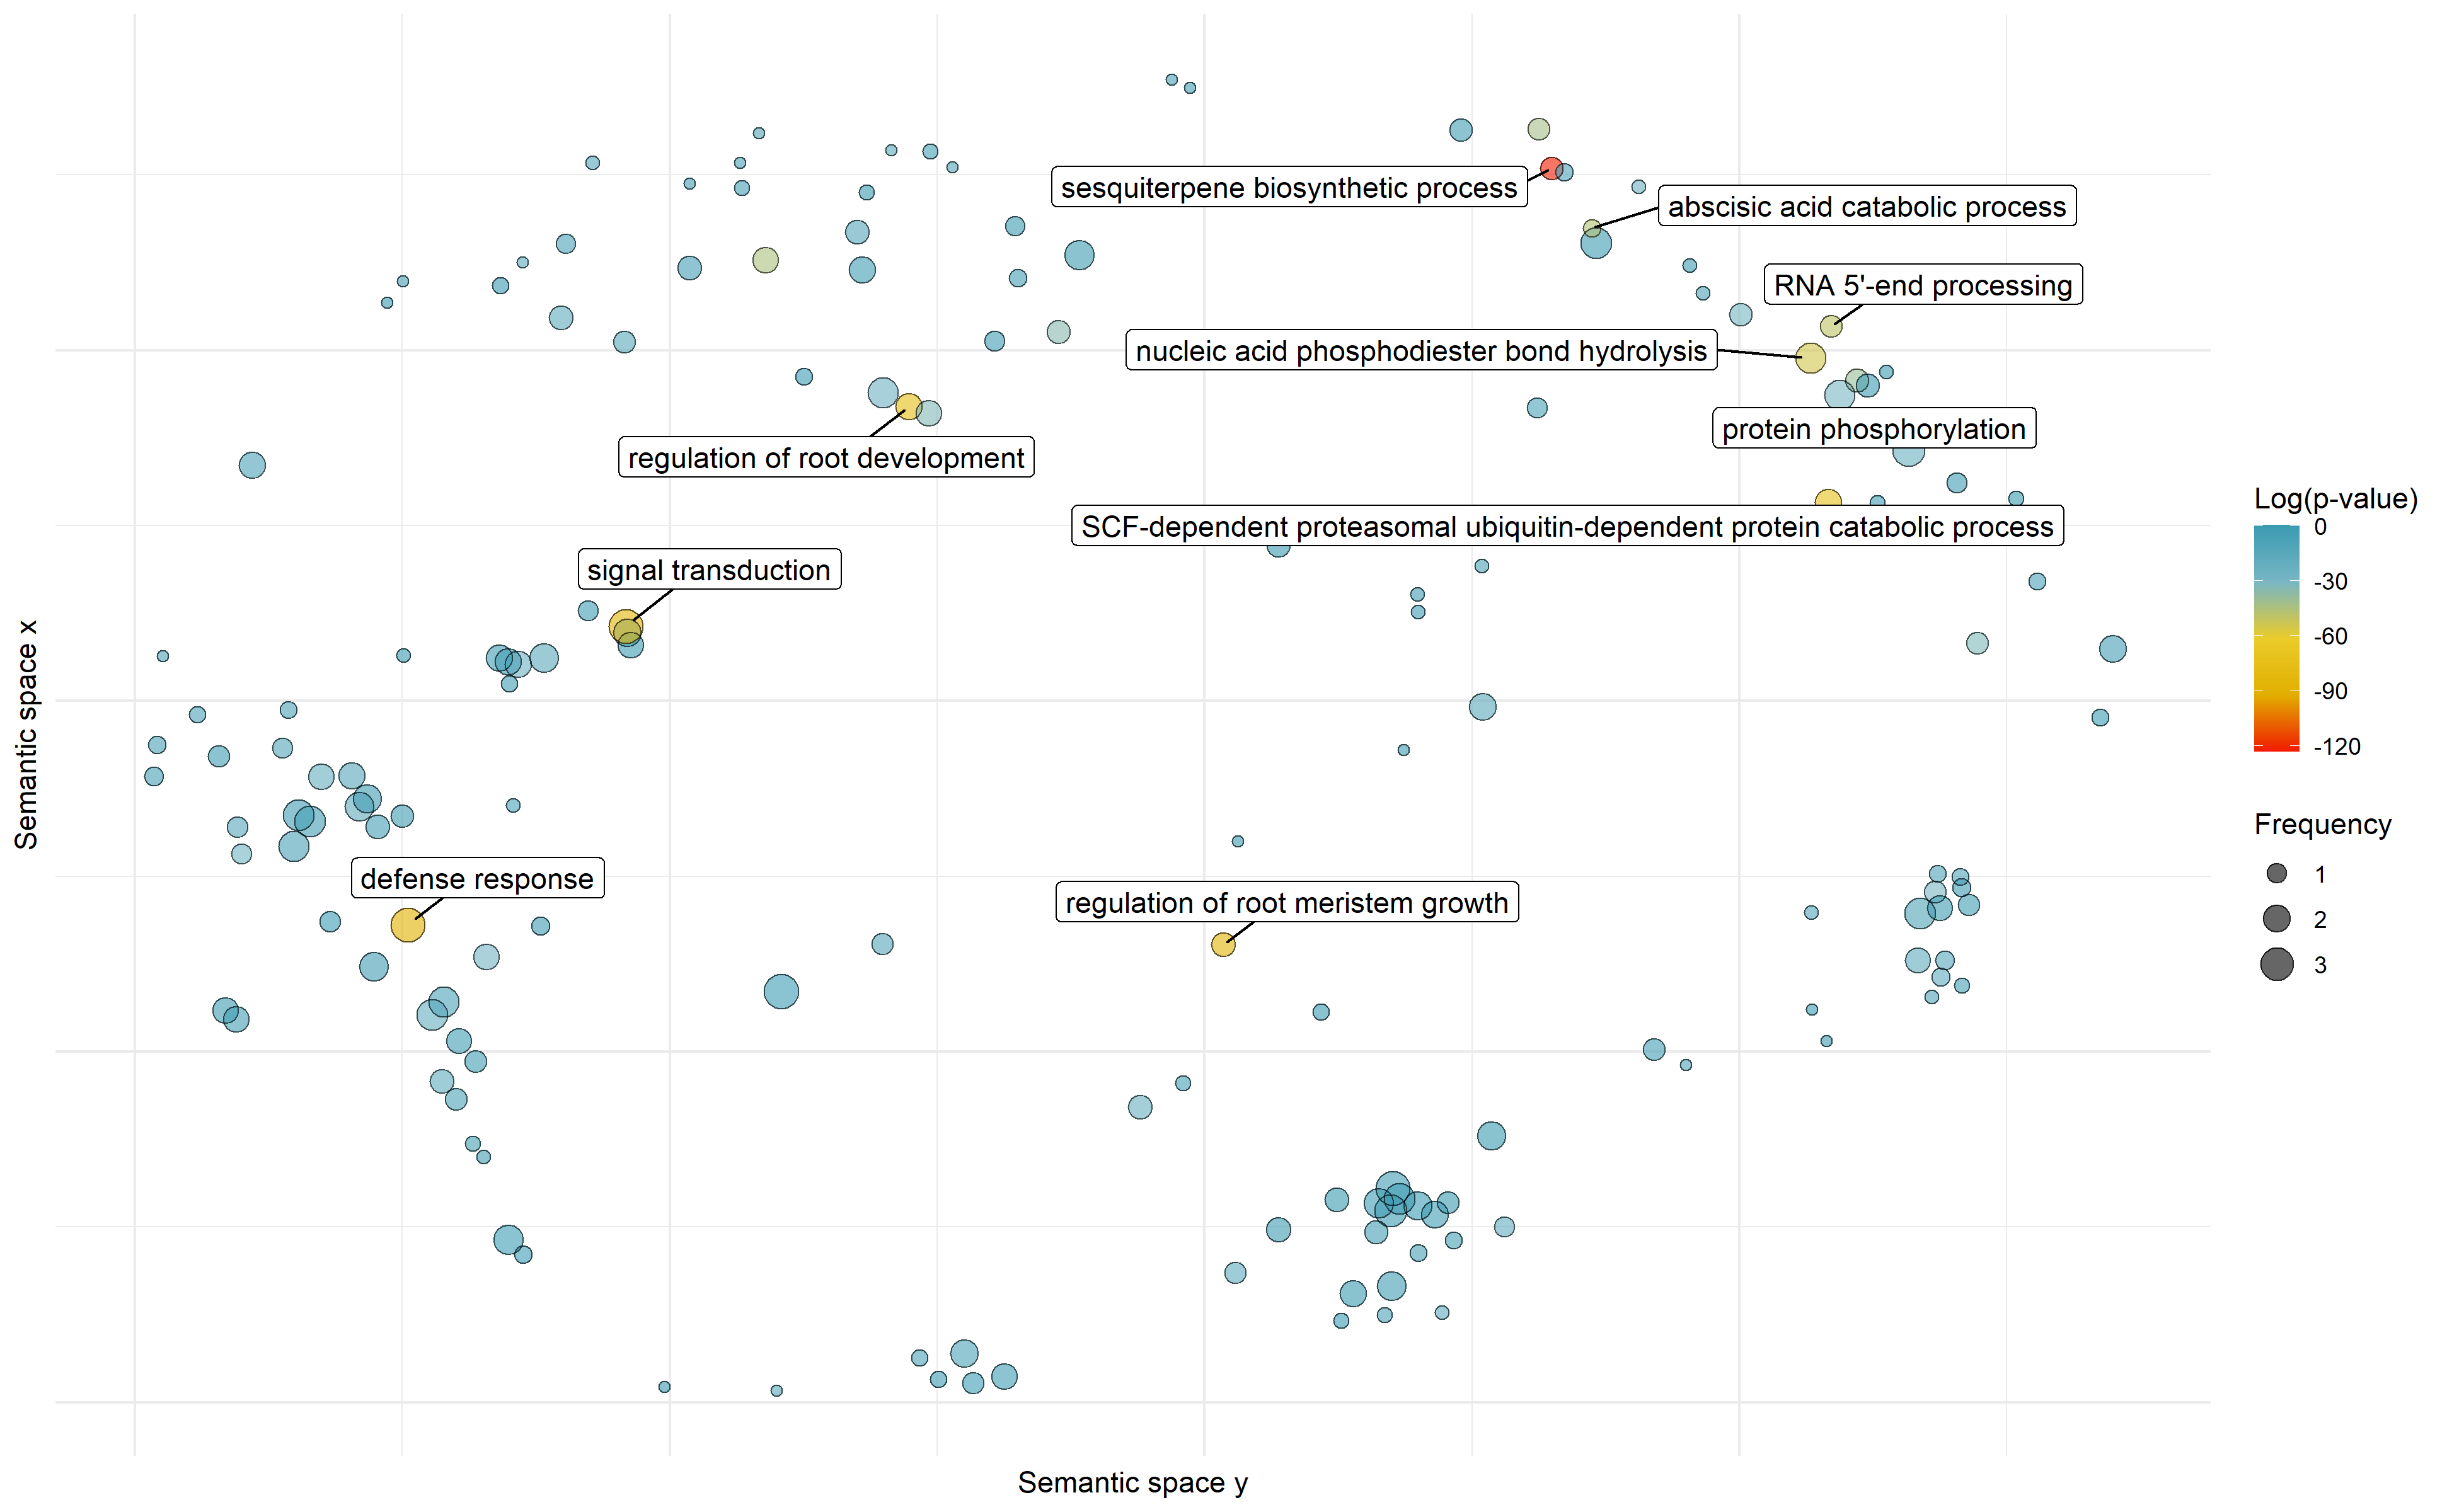 sesquiterpene biosynthetic process
abscisic acid catabolic process
RNA 5'-end processing
nucleic acid phosphodiester bond hydrolysis
protein phosphorylation
regulation of root development
SCF-dependent proteasomal ubiquitin-dependent protein catabolic process
signal transduction
defense response
regulation of root meristem growth
Semantic space x
Semantic space y
Log(p-value)
0
-30
-60
-90
-120
Frequency
1
2
3